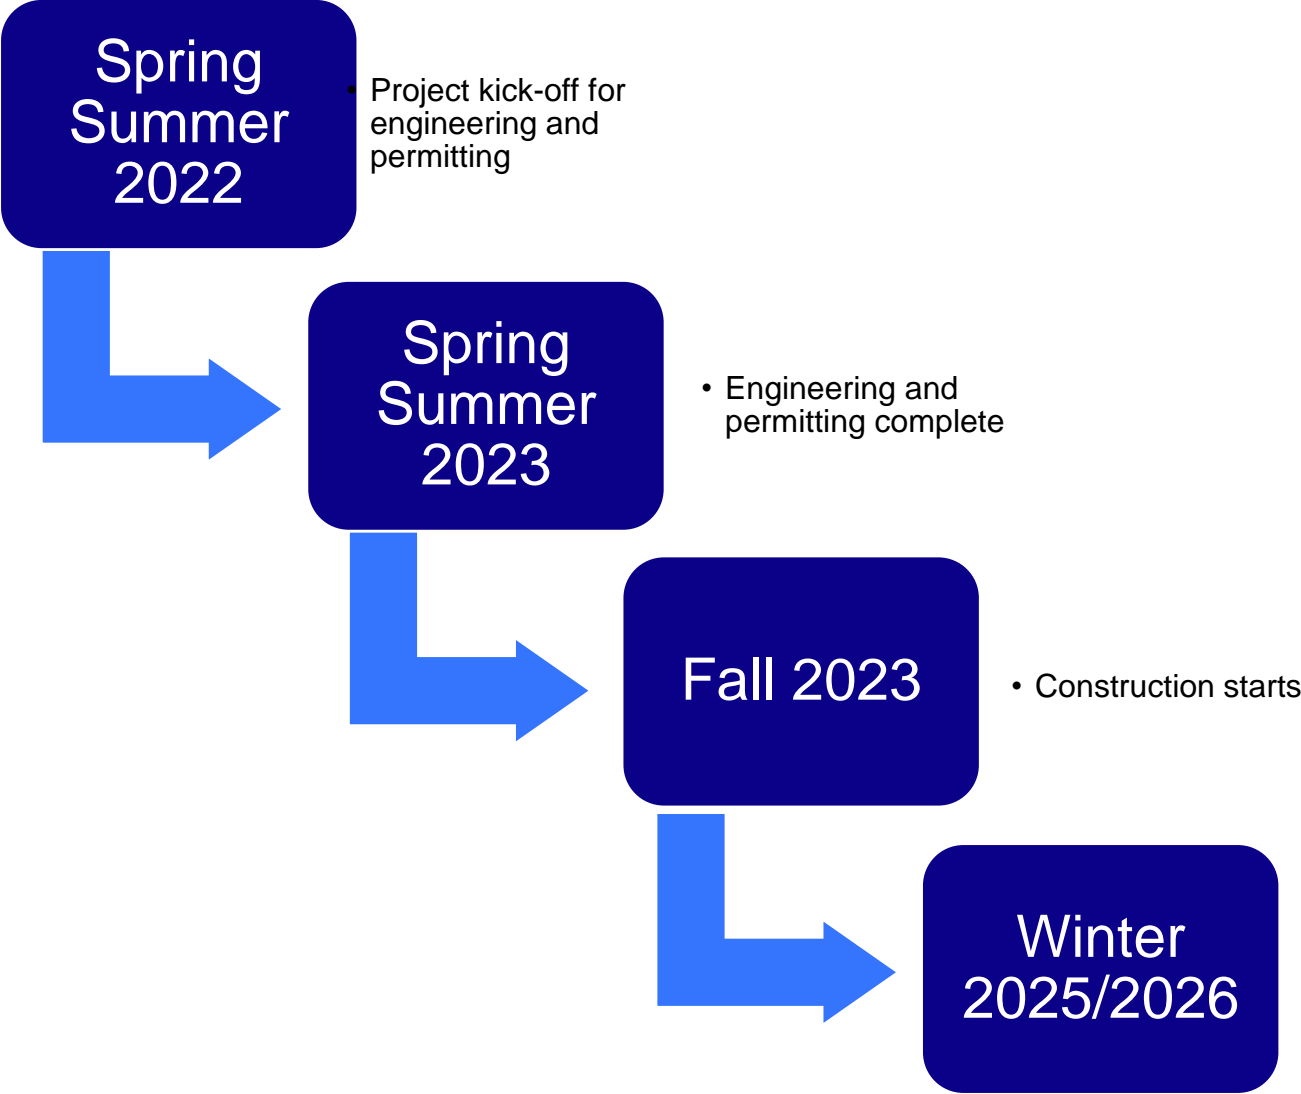 Spring
Summer
2022
• Project kick-off for
engineering and
permitting
Spring
Summer
2023
• Engineering and
permitting complete
Fall 2023
• Construction starts
Winter
2025/2026